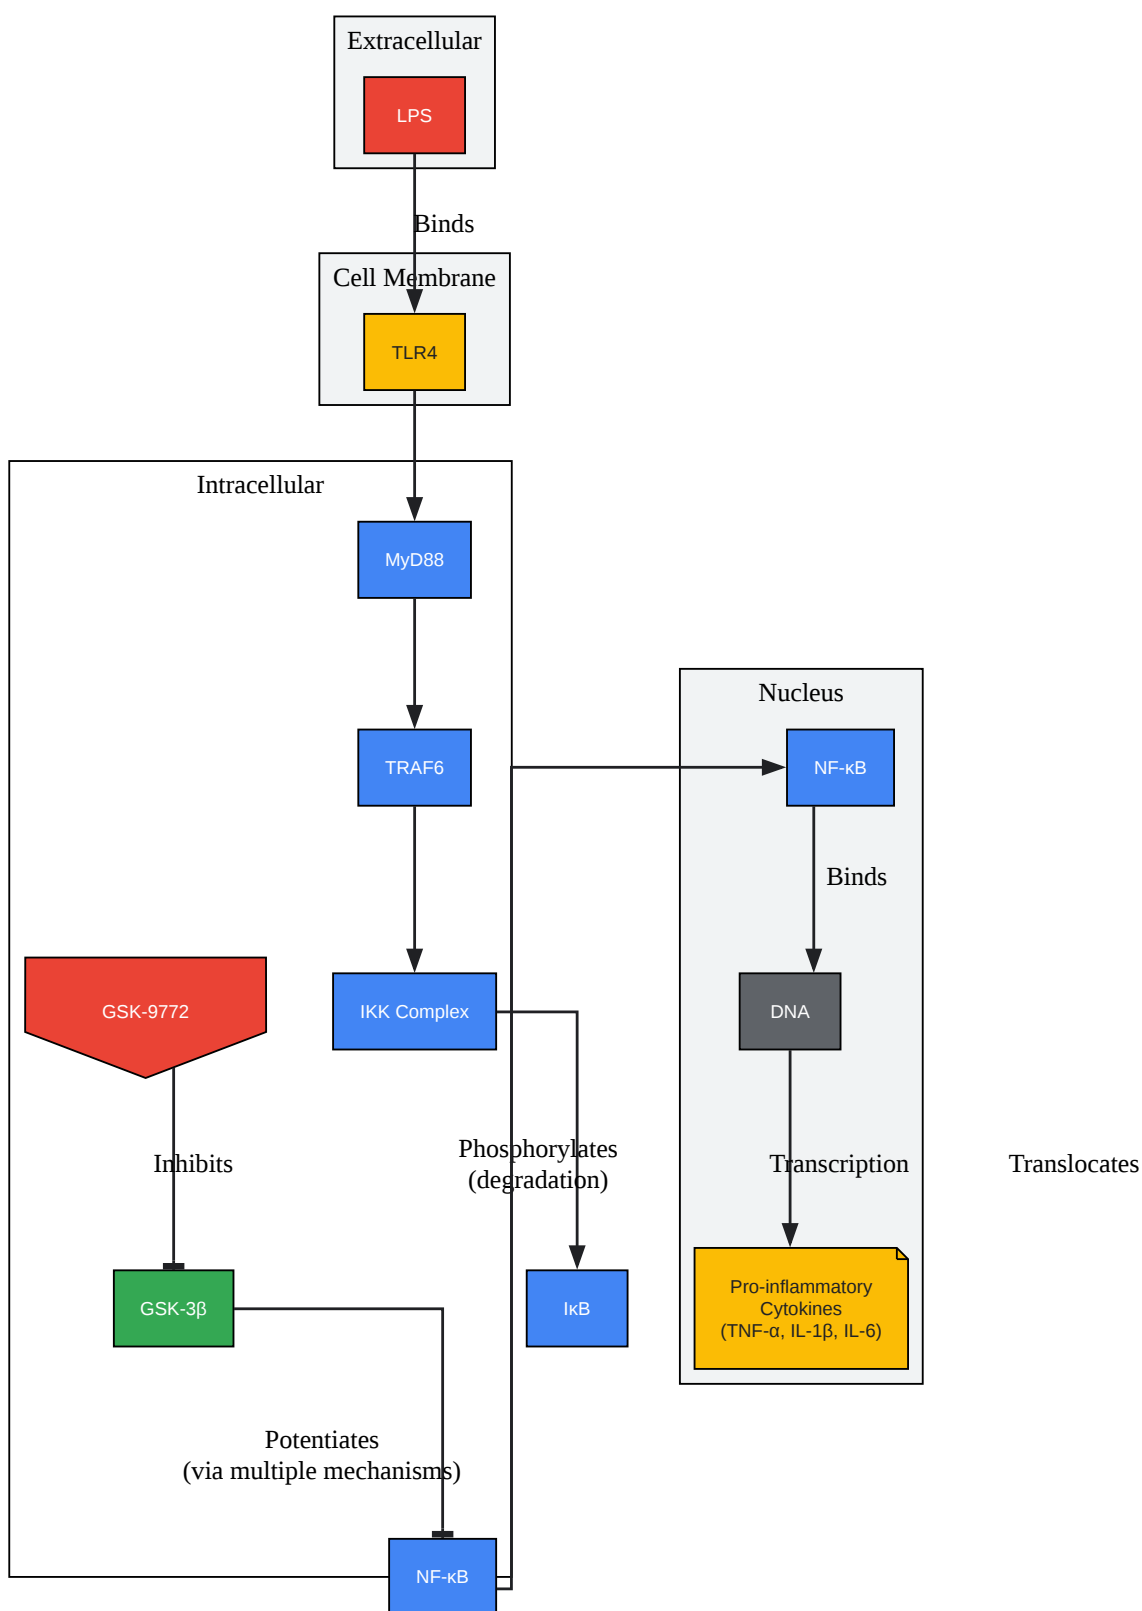 Extracellular
LPS
Binds
Cell Membrane
TLR4
Intracellular
MyD88
TRAF6
Nucleus
NF-κB
Binds
GSK-9772
IKK Complex
DNA
Inhibits
Phosphorylates
(degradation)
Transcription
Translocates
GSK-3β
IκB
Pro-inflammatory
Cytokines
(TNF-α, IL-1β, IL-6)
Potentiates
(via multiple mechanisms)
NF-κB